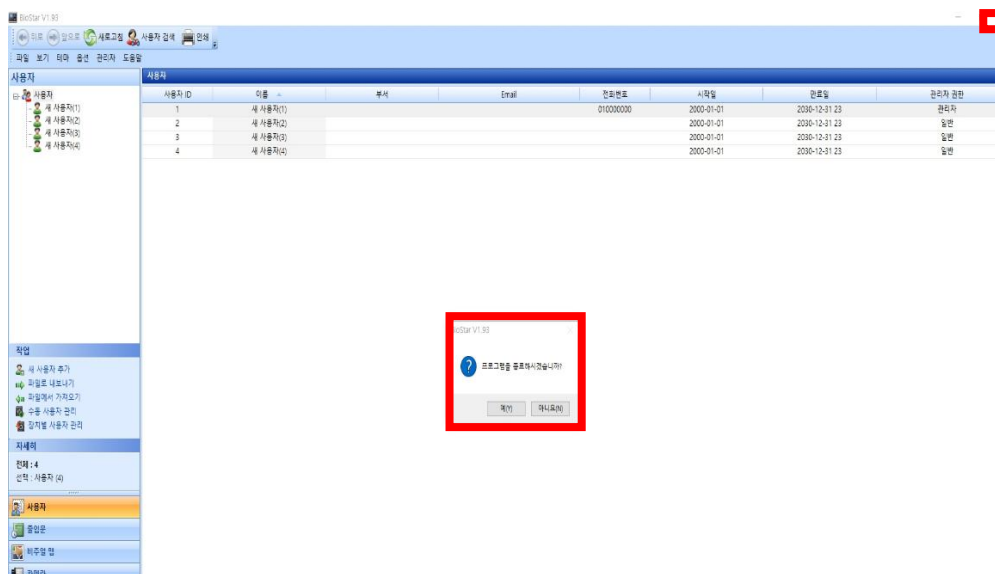 BioStar V1.93
뒤로 앞으로 새로고침 사용자 검색 인쇄
파일 보기 테마 옵션 관리자 도움말
사용자
사용자
새 사용자(1)
새 사용자(2)
새 사용자(3)
새 사용자(4)
사용자
사용자 ID 이름 부서 Email 전화번호 시작일 만료일 관리자 권한
1 새 사용자(1) 010000000 2000-01-01 2030-12-31 23 관리자
2 새 사용자(2) 2000-01-01 2030-12-31 23 일반
3 새 사용자(3) 2000-01-01 2030-12-31 23 일반
4 새 사용자(4) 2000-01-01 2030-12-31 23 일반
ioStar V1.93
프로그램을 종료하시겠습니까?
예(Y) 아니요(N)
작업
새 사용자 추가
파일로 내보내기
파일에서 가져오기
수동 사용자 관리
장치별 사용자 관리
자세히
전체 : 4
선택 : 사용자 (4)
사용자
출입문
비주얼 맵